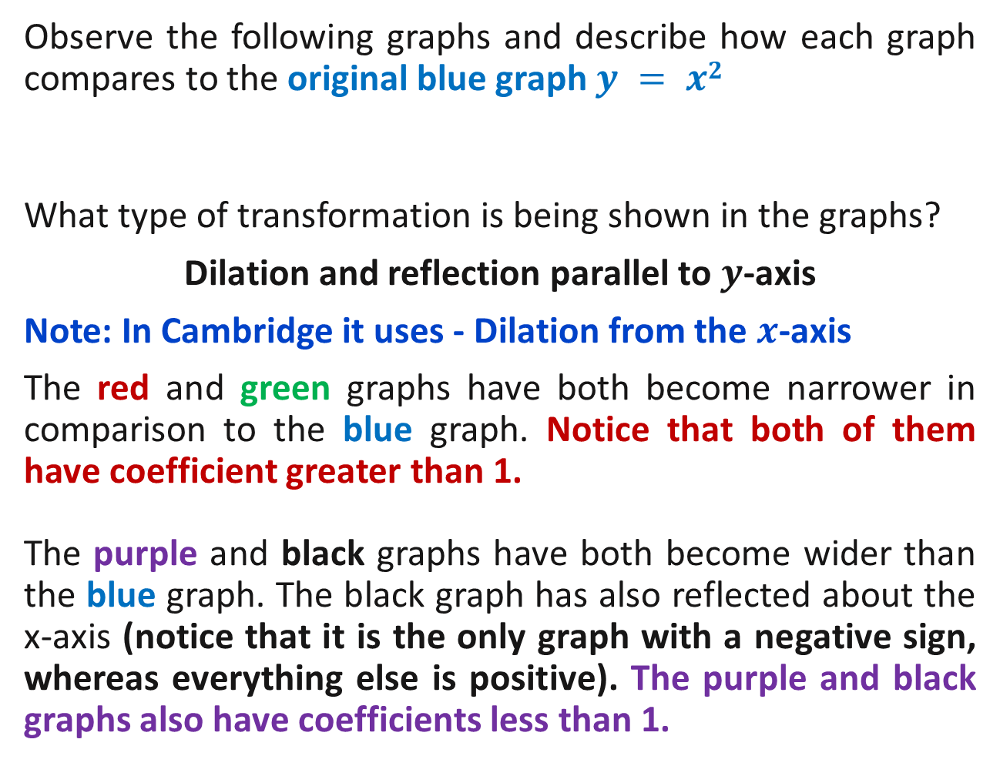 Observe the following graphs and describe how each graph
compares to the original blue graph y = x²
What type of transformation is being shown in the graphs?
Dilation and reflection parallel to y-axis
Note: In Cambridge it uses - Dilation from the x-axis
The red and green graphs have both become narrower in
comparison to the blue graph. Notice that both of them
have coefficient greater than 1.
The purple and black graphs have both become wider than
the blue graph. The black graph has also reflected about the
x-axis (notice that it is the only graph with a negative sign,
whereas everything else is positive). The purple and black
graphs also have coefficients less than 1.